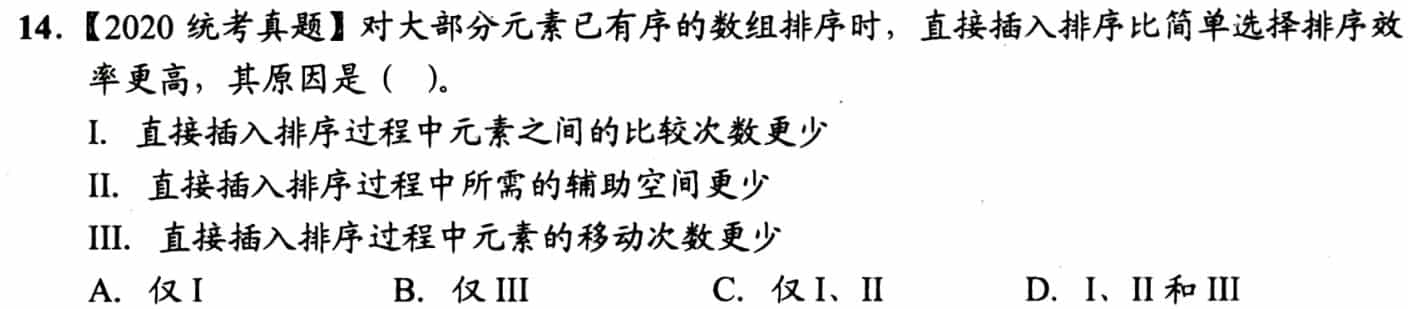 14.【2020 统考真题】对大部分元素已有序的数组排序时，直接插入排序比简单选择排序效
率更高，其原因是（ ）。
I. 直接插入排序过程中元素之间的比较次数更少
II. 直接插入排序过程中所需的辅助空间更少
III. 直接插入排序过程中元素的移动次数更少
A. 仅 I B. 仅 III C. 仅 I、II D. I、II 和 III